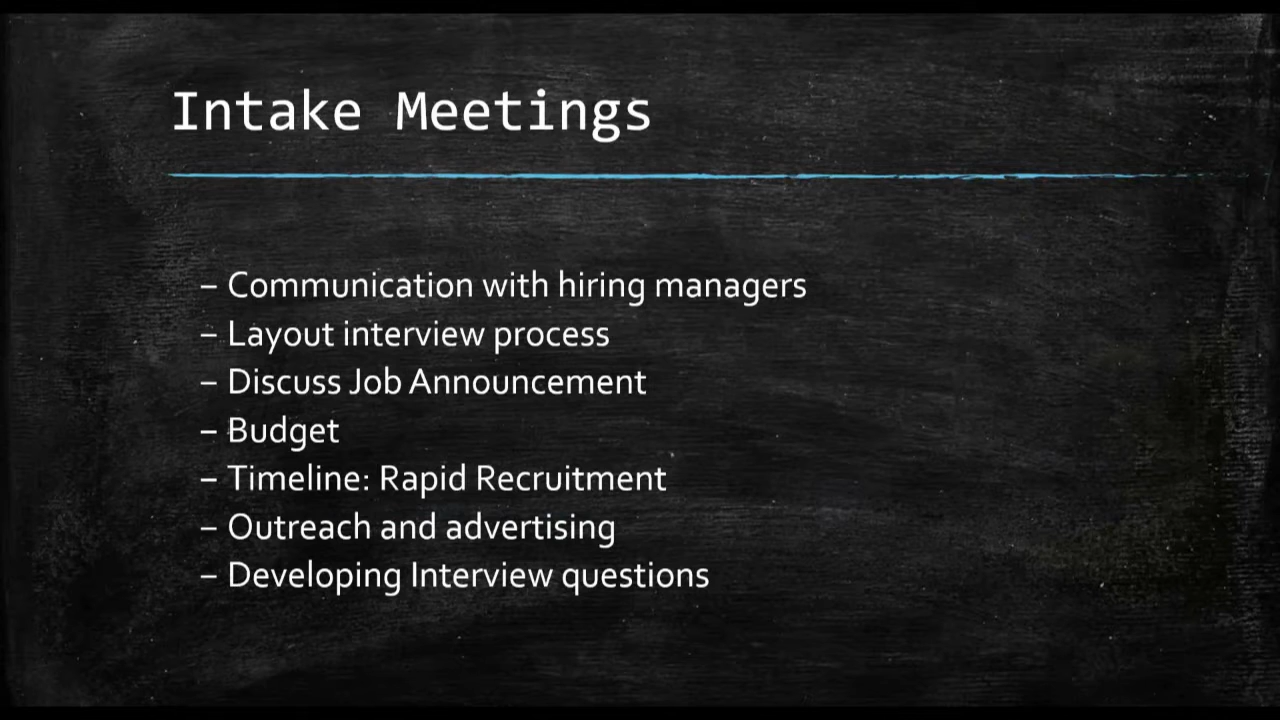 Intake Meetings
– Communication with hiring managers
– Layout interview process
– Discuss Job Announcement
– Budget
– Timeline: Rapid Recruitment
– Outreach and advertising
– Developing Interview questions